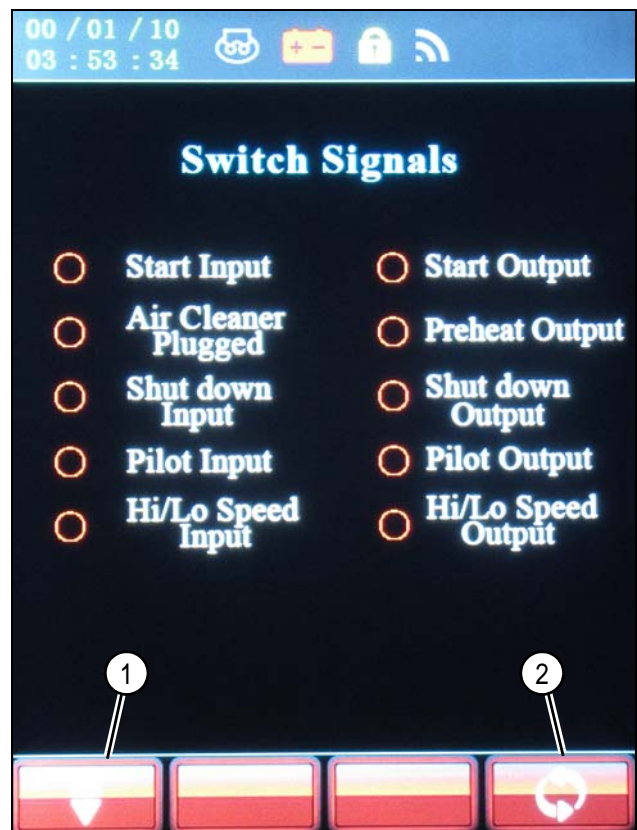 00 / 01 / 10
03 : 53 : 34
Switch Signals
Start Input
Start Output
Air Cleaner
Plugged
Preheat Output
Shut down
Input
Shut down
Output
Pilot Input
Pilot Output
Hi/Lo Speed
Input
Hi/Lo Speed
Output
1
2